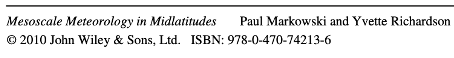 Mesoscale Meteorology in Midlatitudes Paul Markowski and Yvette Richardson
© 2010 John Wiley & Sons, Ltd. ISBN: 978-0-470-74213-6